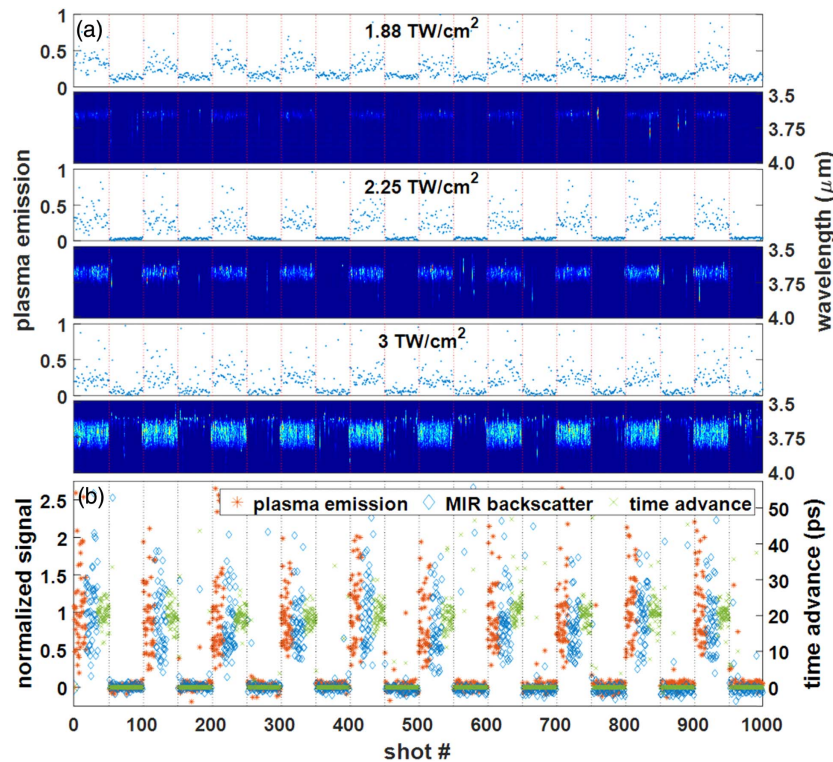 (a)
1.88 TW/cm²
1
0.5
0
3.5
3.75
4.0
2.25 TW/cm²
1
0.5
0
3.5
3.75
4.0
3 TW/cm²
1
0.5
0
3.5
3.75
4.0
plasma emission
wavelength (μm)
(b)
plasma emission MIR backscatter time advance
2.5
2
1.5
1
0.5
0
normalized signal
50
40
30
20
10
0
time advance (ps)
0 100 200 300 400 500 600 700 800 900 1000
shot #